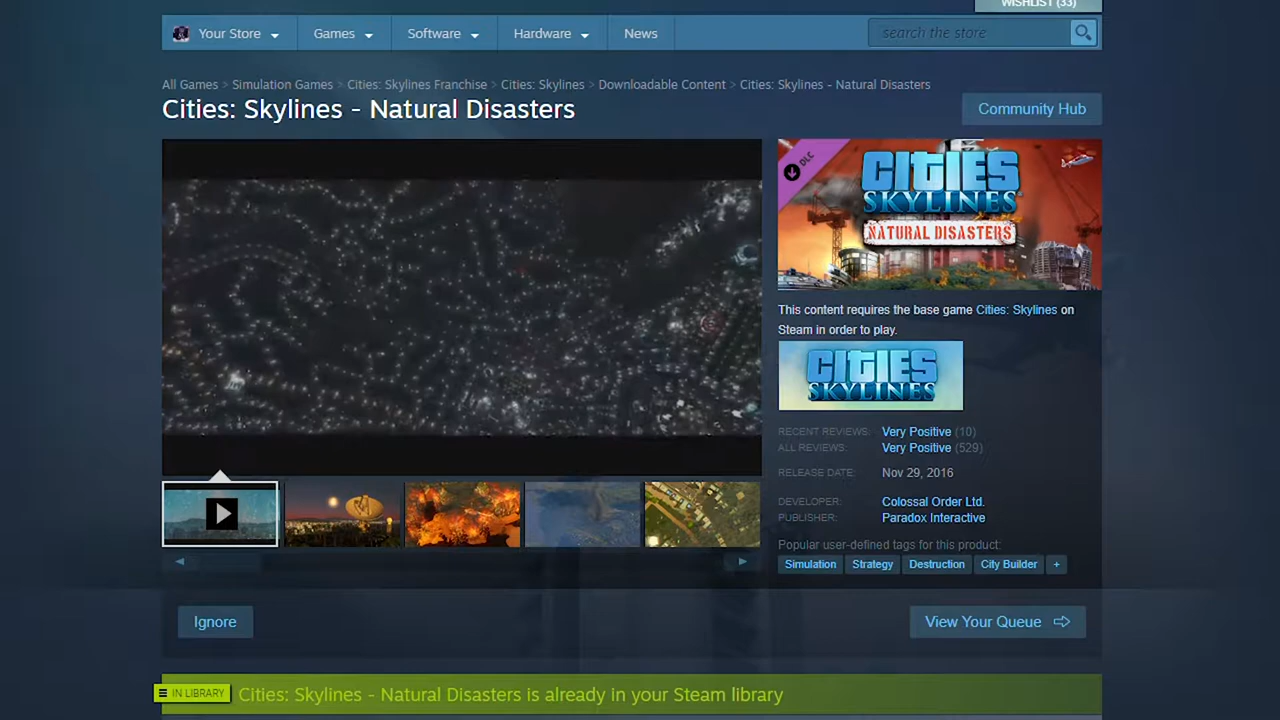 WISHLIST (33)
Your Store
Games
Software
Hardware
News
search the store
All Games > Simulation Games > Cities: Skylines Franchise > Cities: Skylines > Downloadable Content > Cities: Skylines - Natural Disasters
Cities: Skylines - Natural Disasters
Community Hub
DLC
CITIES
SKYLINES
NATURAL DISASTERS
This content requires the base game Cities: Skylines on
Steam in order to play.
CITIES
SKYLINES
RECENT REVIEWS: Very Positive (10)
ALL REVIEWS: Very Positive (529)
RELEASE DATE: Nov 29, 2016
DEVELOPER: Colossal Order Ltd.
PUBLISHER: Paradox Interactive
Popular user-defined tags for this product:
Simulation Strategy Destruction City Builder +
Ignore
View Your Queue
IN LIBRARY
Cities: Skylines - Natural Disasters is already in your Steam library